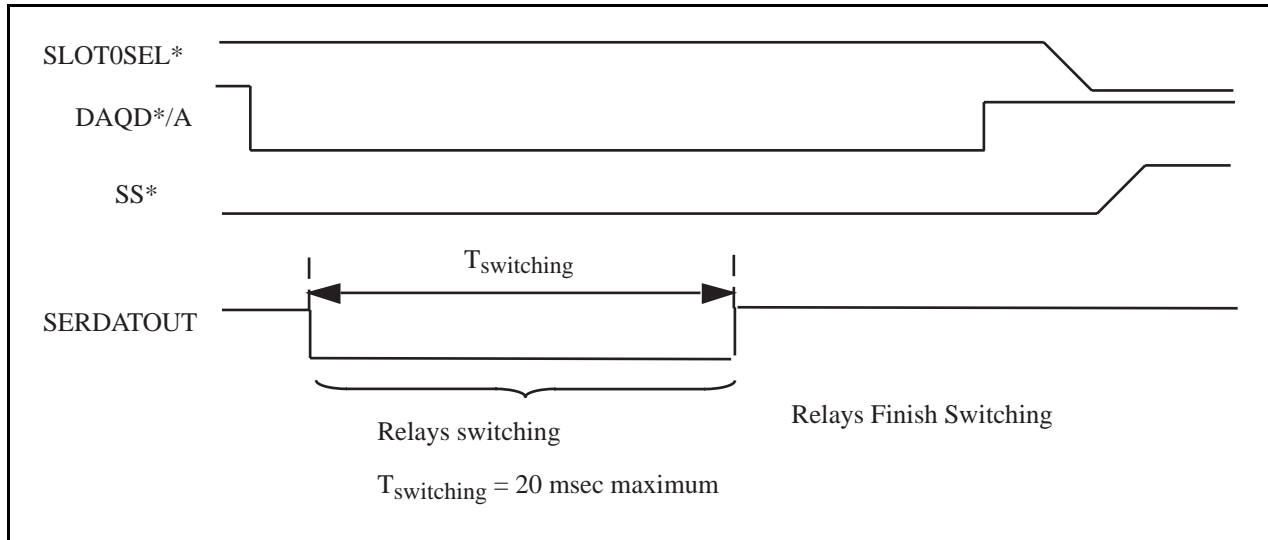 SLOT0SEL*
DAQD*/A
SS*
Tswitching
SERDATOUT
Relays switching
Relays Finish Switching
Tswitching = 20 msec maximum